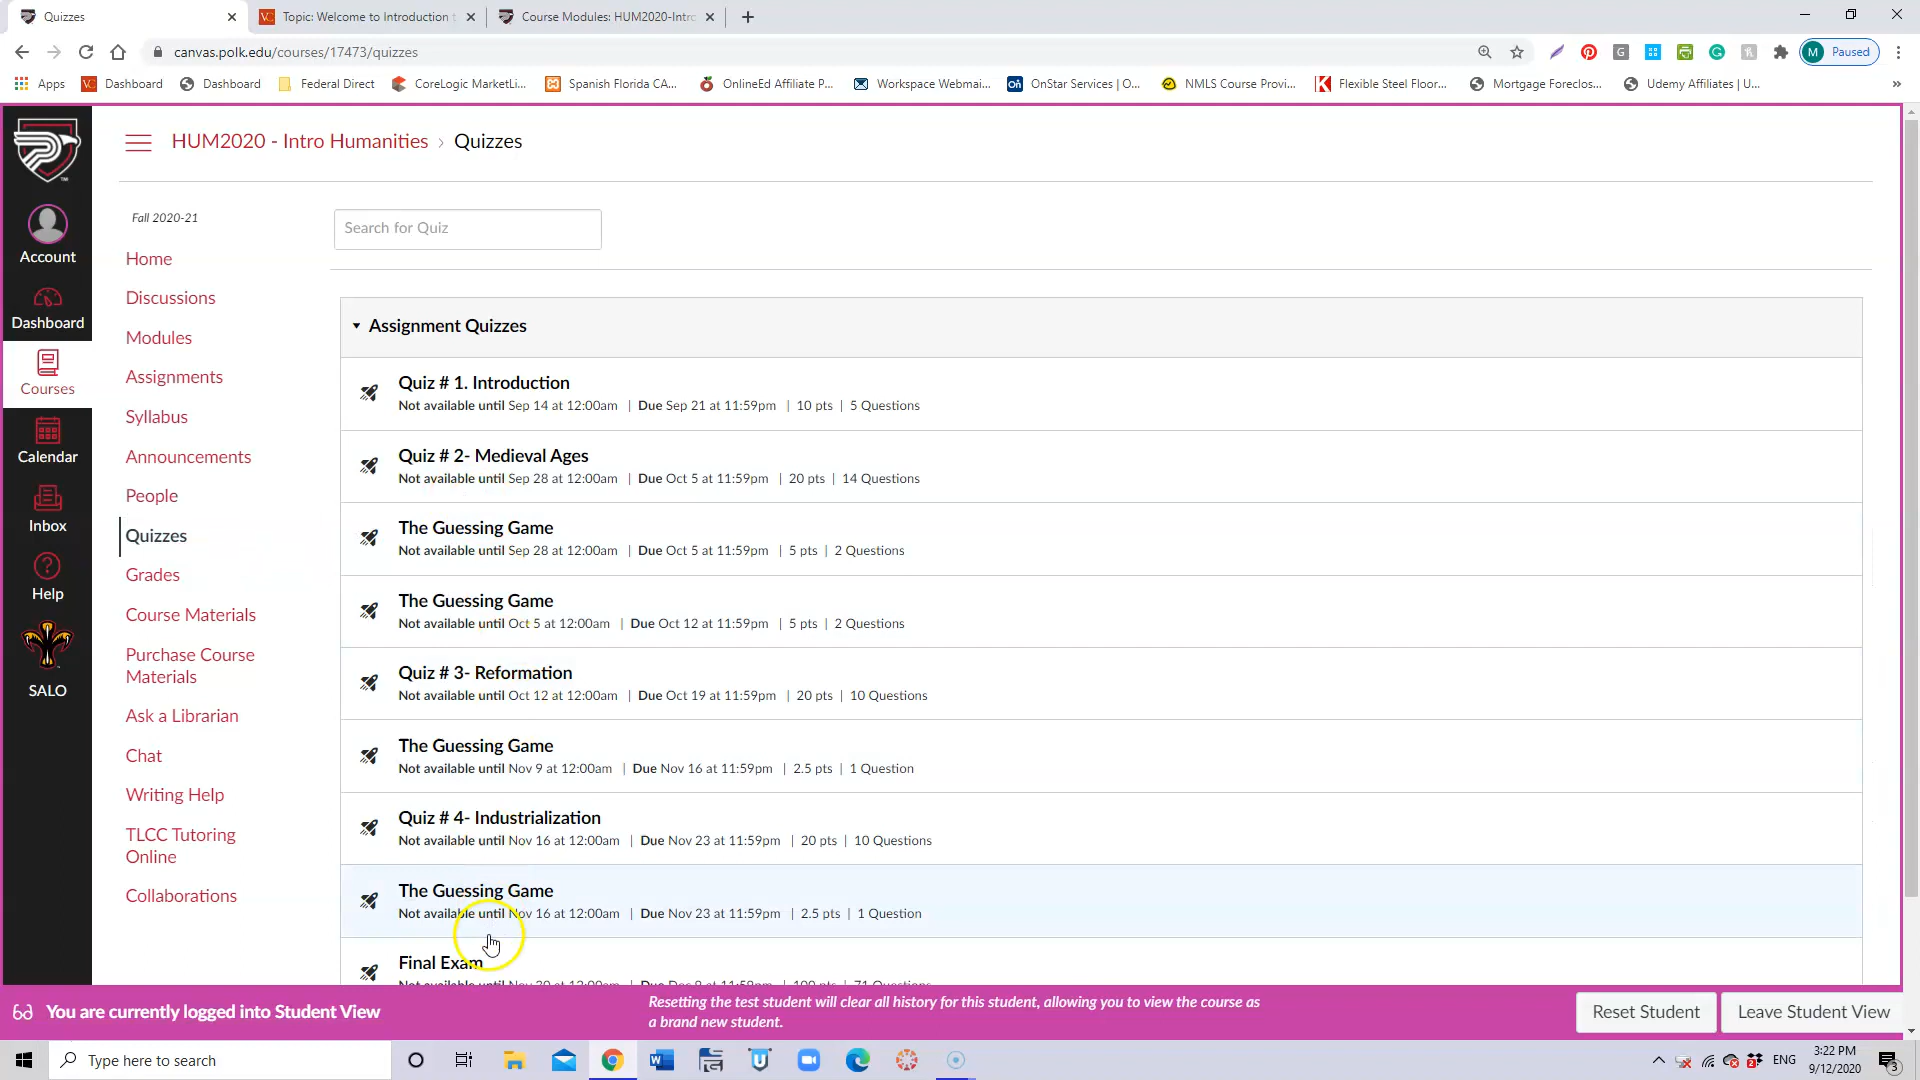 Quizzes
Topic: Welcome to Introduction
Course Modules: HUM2020-Intro
canvas.polk.edu/courses/17473/quizzes
M Paused
Apps
Dashboard
Dashboard
Federal Direct
CoreLogic MarketLi...
Spanish Florida CA...
OnlineEd Affiliate P...
Workspace Webmai...
OnStar Services | O...
NMLS Course Provi...
Flexible Steel Floor...
Mortgage Foreclos...
Udemy Affiliates | U...
HUM2020 - Intro Humanities › Quizzes
Account
Dashboard
Courses
Calendar
Inbox
Help
SALO
Fall 2020-21
Home
Discussions
Modules
Assignments
Syllabus
Announcements
People
Quizzes
Grades
Course Materials
Purchase Course
Materials
Ask a Librarian
Chat
Writing Help
TLCC Tutoring
Online
Collaborations
Search for Quiz
Assignment Quizzes
Quiz # 1. Introduction
Not available until Sep 14 at 12:00am | Due Sep 21 at 11:59pm | 10 pts | 5 Questions
Quiz # 2- Medieval Ages
Not available until Sep 28 at 12:00am | Due Oct 5 at 11:59pm | 20 pts | 14 Questions
The Guessing Game
Not available until Sep 28 at 12:00am | Due Oct 5 at 11:59pm | 5 pts | 2 Questions
The Guessing Game
Not available until Oct 5 at 12:00am | Due Oct 12 at 11:59pm | 5 pts | 2 Questions
Quiz # 3- Reformation
Not available until Oct 12 at 12:00am | Due Oct 19 at 11:59pm | 20 pts | 10 Questions
The Guessing Game
Not available until Nov 9 at 12:00am | Due Nov 16 at 11:59pm | 2.5 pts | 1 Question
Quiz # 4- Industrialization
Not available until Nov 16 at 12:00am | Due Nov 23 at 11:59pm | 20 pts | 10 Questions
The Guessing Game
Not available until Nov 16 at 12:00am | Due Nov 23 at 11:59pm | 2.5 pts | 1 Question
Final Exam
You are currently logged into Student View
Resetting the test student will clear all history for this student, allowing you to view the course as
a brand new student.
Reset Student
Leave Student View
Type here to search
ENG
3:22 PM
9/12/2020
3